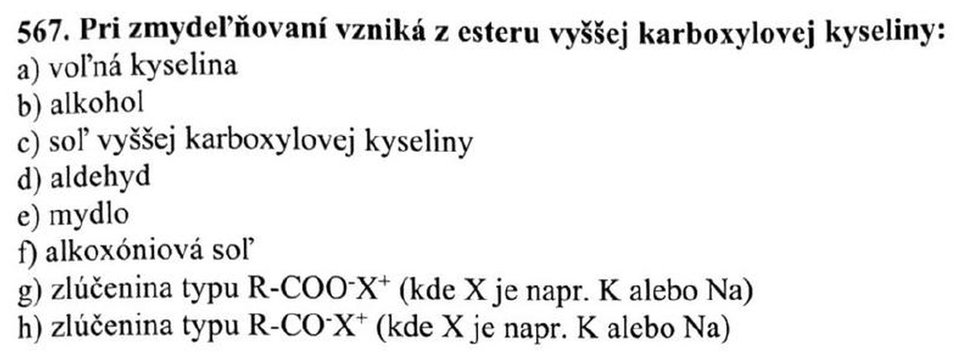 567. Pri zmydeľňovaní vzniká z esteru vyššej karboxylovej kyseliny:
a) voľná kyselina
b) alkohol
c) soľ vyššej karboxylovej kyseliny
d) aldehyd
e) mydlo
f) alkoxóniová soľ
g) zlúčenina typu R-COO⁻X⁺ (kde X je napr. K alebo Na)
h) zlúčenina typu R-CO⁻X⁺ (kde X je napr. K alebo Na)